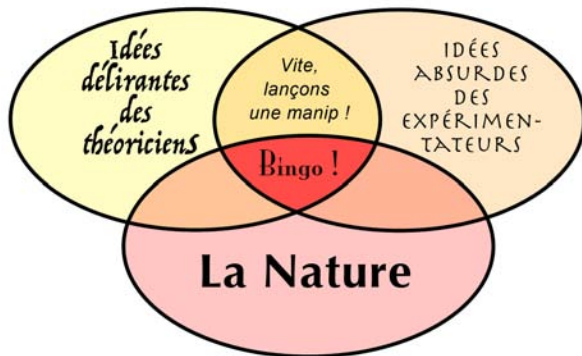 Idées
délirantes
des
théoriciens
Vite,
lançons
une manip !
IDÉES
ABSURDES
DES
EXPÉRIMEN-
TATEURS
Bingo !
La Nature